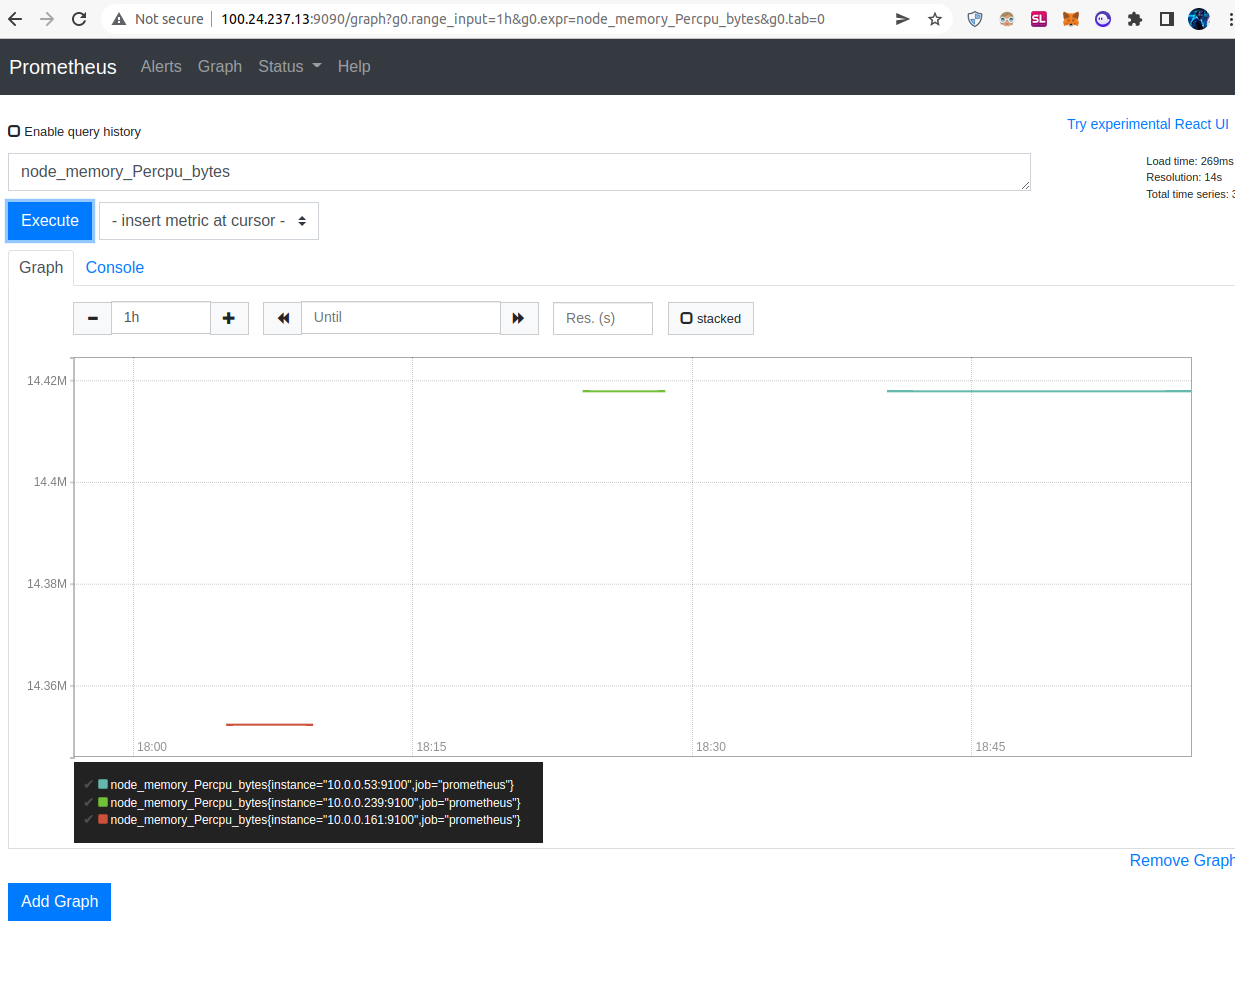 Not secure | 100.24.237.13:9090/graph?g0.range_input=1h&g0.expr=node_memory_Percpu_bytes&g0.tab=0
SL
Prometheus Alerts Graph Status Help
Try experimental React UI
Enable query history
node_memory_Percpu_bytes
Load time: 269ms
Resolution: 14s
Total time series: 3
Execute - insert metric at cursor -
Graph Console
1h Until Res. (s) stacked
14.42M
14.4M
14.38M
14.36M
18:00 18:15 18:30 18:45
✔ node_memory_Percpu_bytes{instance="10.0.0.53:9100",job="prometheus"}
✔ node_memory_Percpu_bytes{instance="10.0.0.239:9100",job="prometheus"}
✔ node_memory_Percpu_bytes{instance="10.0.0.161:9100",job="prometheus"}
Remove Graph
Add Graph